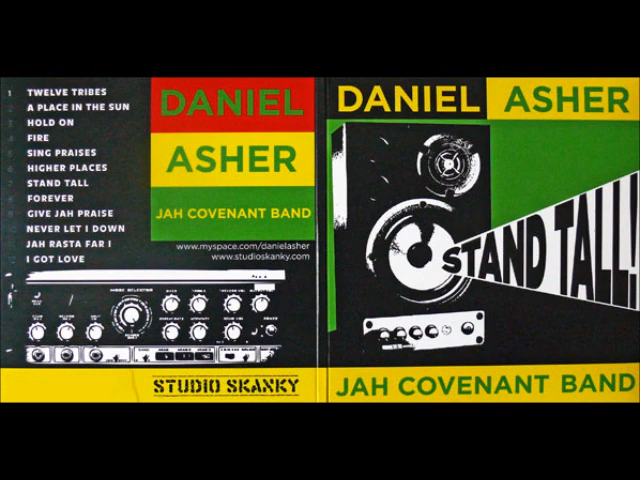 1 TWELVE TRIBES
A PLACE IN THE SUN
HOLD ON
FIRE
SING PRAISES
HIGHER PLACES
STAND TALL
FOREVER
GIVE JAH PRAISE
NEVER LET I DOWN
JAH RASTA FAR I
I GOT LOVE
DANIEL
ASHER
JAH COVENANT BAND
www.myspace.com/danielasher
www.studioskanky.com
STUDIO SKANKY
DANIEL ASHER
STAND TALL!
JAH COVENANT BAND